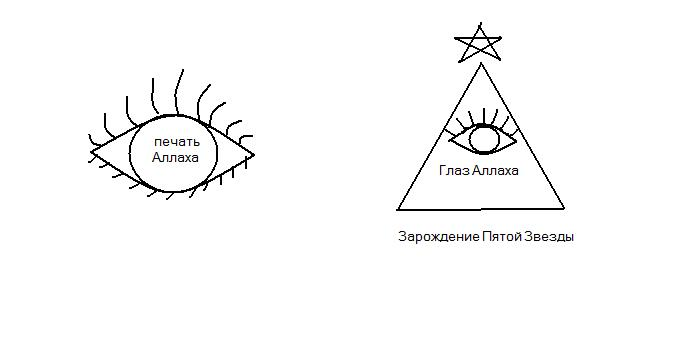 печать
Аллаха
Глаз Аллаха
Зарождение Пятой Звезды